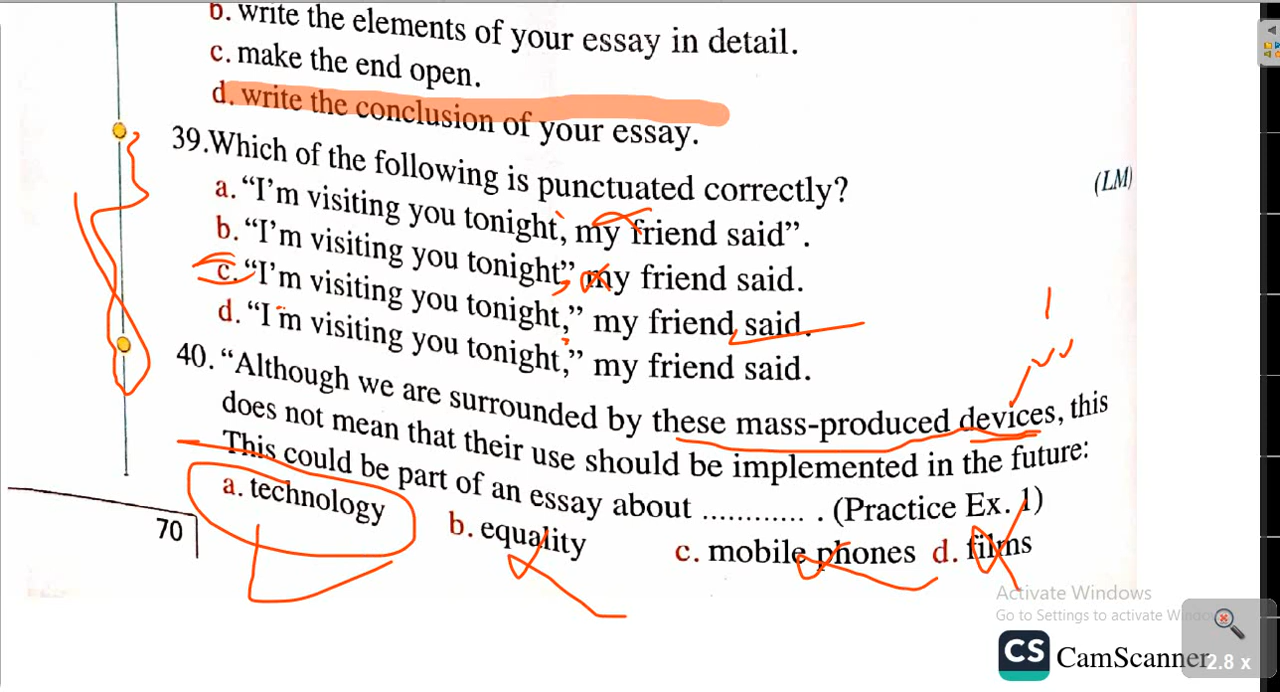 b. write the elements of your essay in detail.
c. make the end open.
d. write the conclusion of your essay.
39.Which of the following is punctuated correctly? (LM)
a. “I’m visiting you tonight, my friend said”.
b. “I’m visiting you tonight”, my friend said.
c. “I’m visiting you tonight,” my friend said.
d. “I m visiting you tonight,” my friend said.
40. “Although we are surrounded by these mass-produced devices, this
does not mean that their use should be implemented in the future:
This could be part of an essay about ............. . (Practice Ex. 1)
a. technology b. equality c. mobile phones d. films
70
Activate Windows
Go to Settings to activate
CS CamScanner
2.8 x